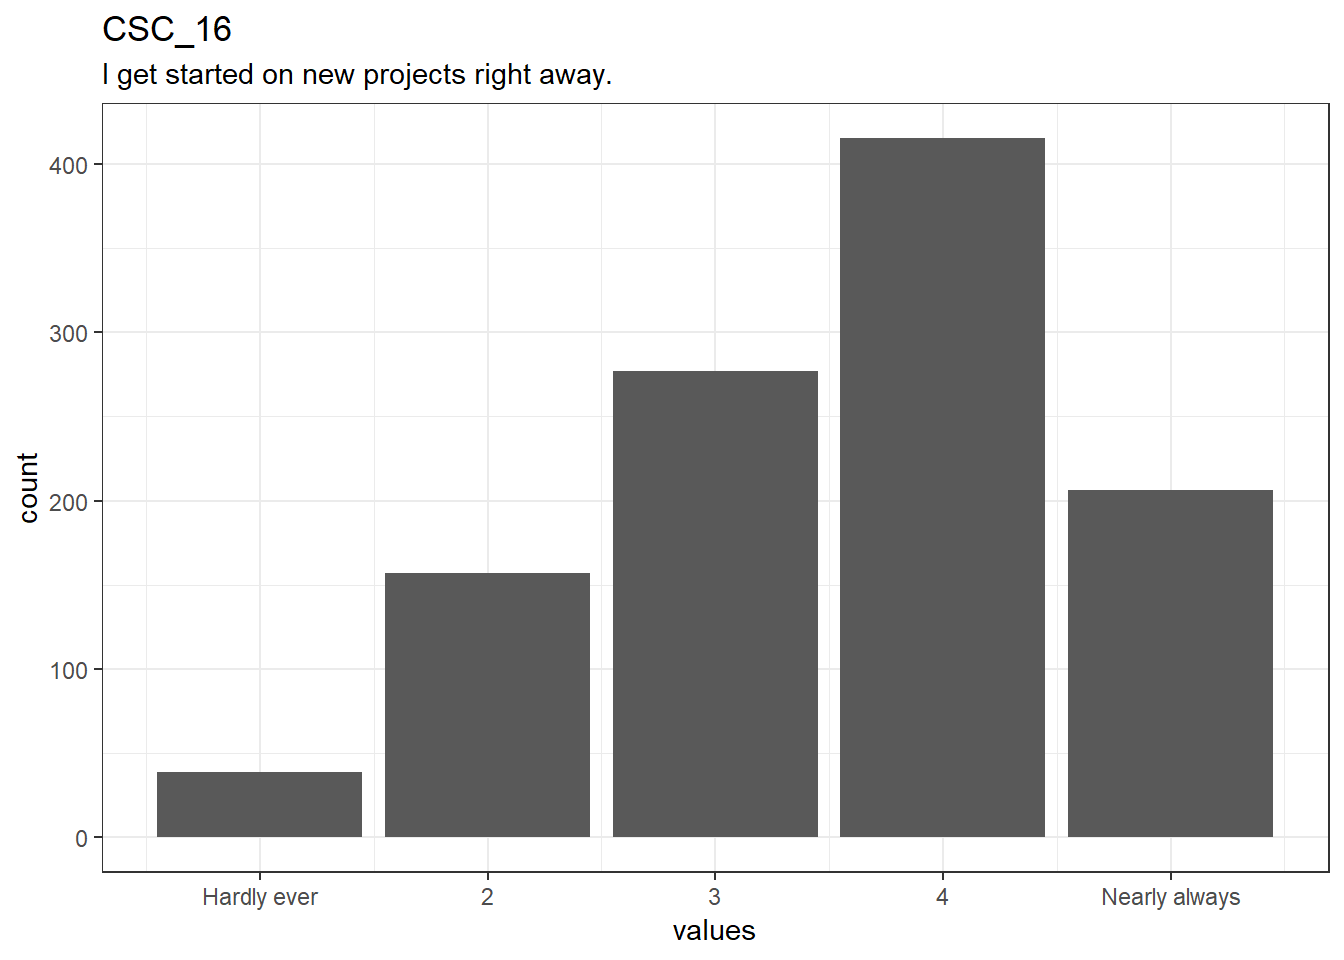 CSC_16
I get started on new projects right away.
400
300
200
100
0
count
Hardly ever 2 3 4 Nearly always
values